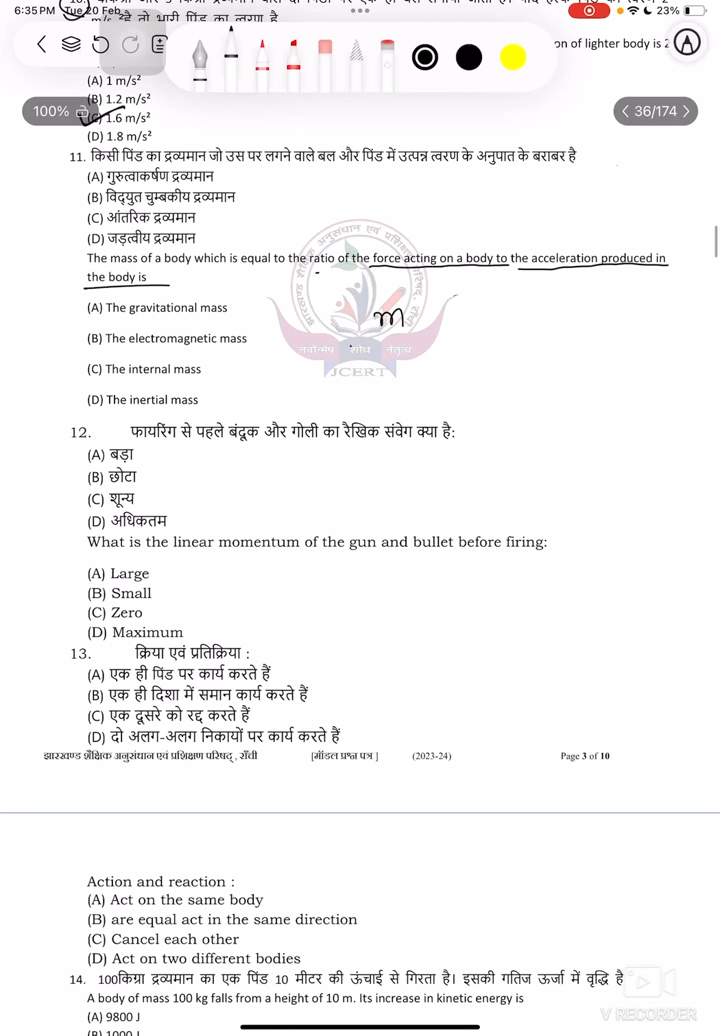 6:35 PM Tue 20 Feb
23%
m/s ²है तो भारी पिंड का त्वरण है
on of lighter body is 2
(A) 1 m/s²
(B) 1.2 m/s²
(C) 1.6 m/s²
(D) 1.8 m/s²
100%
36/174
11. किसी पिंड का द्रव्यमान जो उस पर लगने वाले बल और पिंड में उत्पन्न त्वरण के अनुपात के बराबर है
(A) गुरुत्वाकर्षण द्रव्यमान
(B) विद्युत चुम्बकीय द्रव्यमान
(C) आंतरिक द्रव्यमान
(D) जड़त्वीय द्रव्यमान
The mass of a body which is equal to the ratio of the force acting on a body to the acceleration produced in
the body is
(A) The gravitational mass
(B) The electromagnetic mass
(C) The internal mass
(D) The inertial mass
m
नवोन्मेष शोध नेतृत्व
JCERT
12. फायरिंग से पहले बंदूक और गोली का रैखिक संवेग क्या है:
(A) बड़ा
(B) छोटा
(C) शून्य
(D) अधिकतम
What is the linear momentum of the gun and bullet before firing:
(A) Large
(B) Small
(C) Zero
(D) Maximum
13. क्रिया एवं प्रतिक्रिया :
(A) एक ही पिंड पर कार्य करते हैं
(B) एक ही दिशा में समान कार्य करते हैं
(C) एक दूसरे को रद्द करते हैं
(D) दो अलग-अलग निकायों पर कार्य करते हैं
झारखण्ड शैक्षिक अनुसंधान एवं प्रशिक्षण परिषद् , राँची [मॉडल प्रश्न पत्र ] (2023-24) Page 3 of 10
Action and reaction :
(A) Act on the same body
(B) are equal act in the same direction
(C) Cancel each other
(D) Act on two different bodies
14. 100किग्रा द्रव्यमान का एक पिंड 10 मीटर की ऊंचाई से गिरता है। इसकी गतिज ऊर्जा में वृद्धि है
A body of mass 100 kg falls from a height of 10 m. Its increase in kinetic energy is
(A) 9800 J
(B) 1000 J
V RECORDER